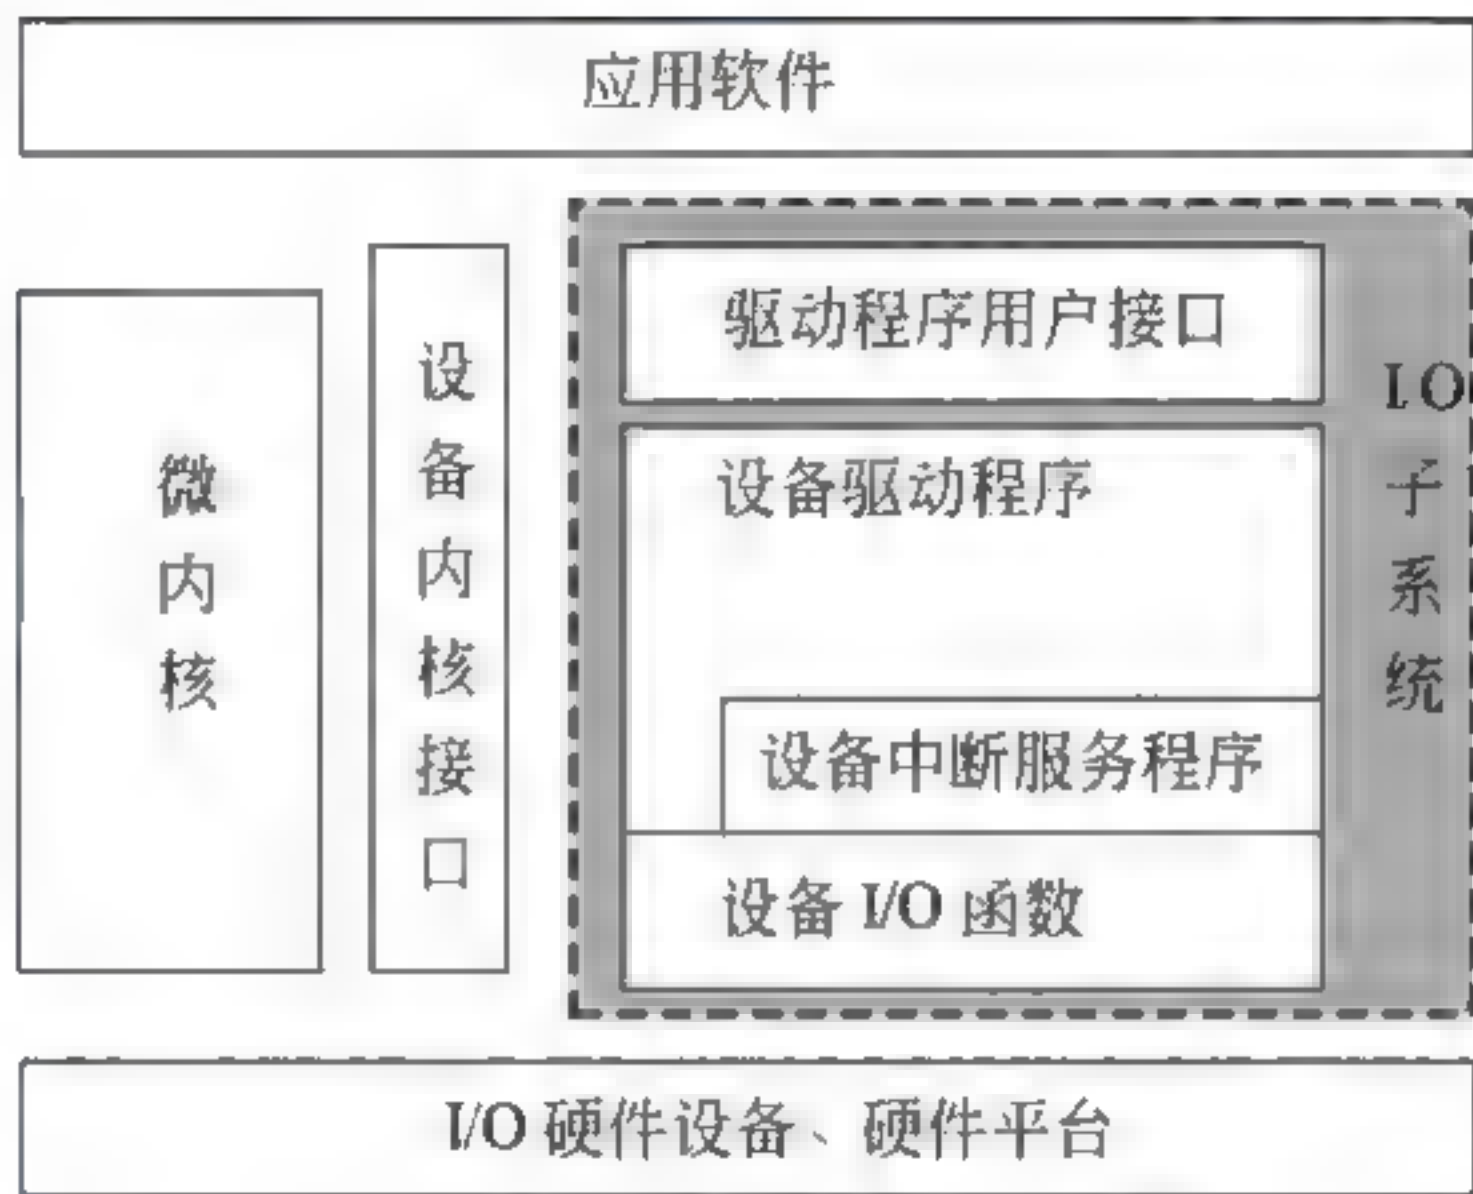 应用软件
微内核
设备内核接口
驱动程序用户接口
设备驱动程序
设备中断服务程序
设备 I/O 函数
IO子系统
I/O 硬件设备、硬件平台